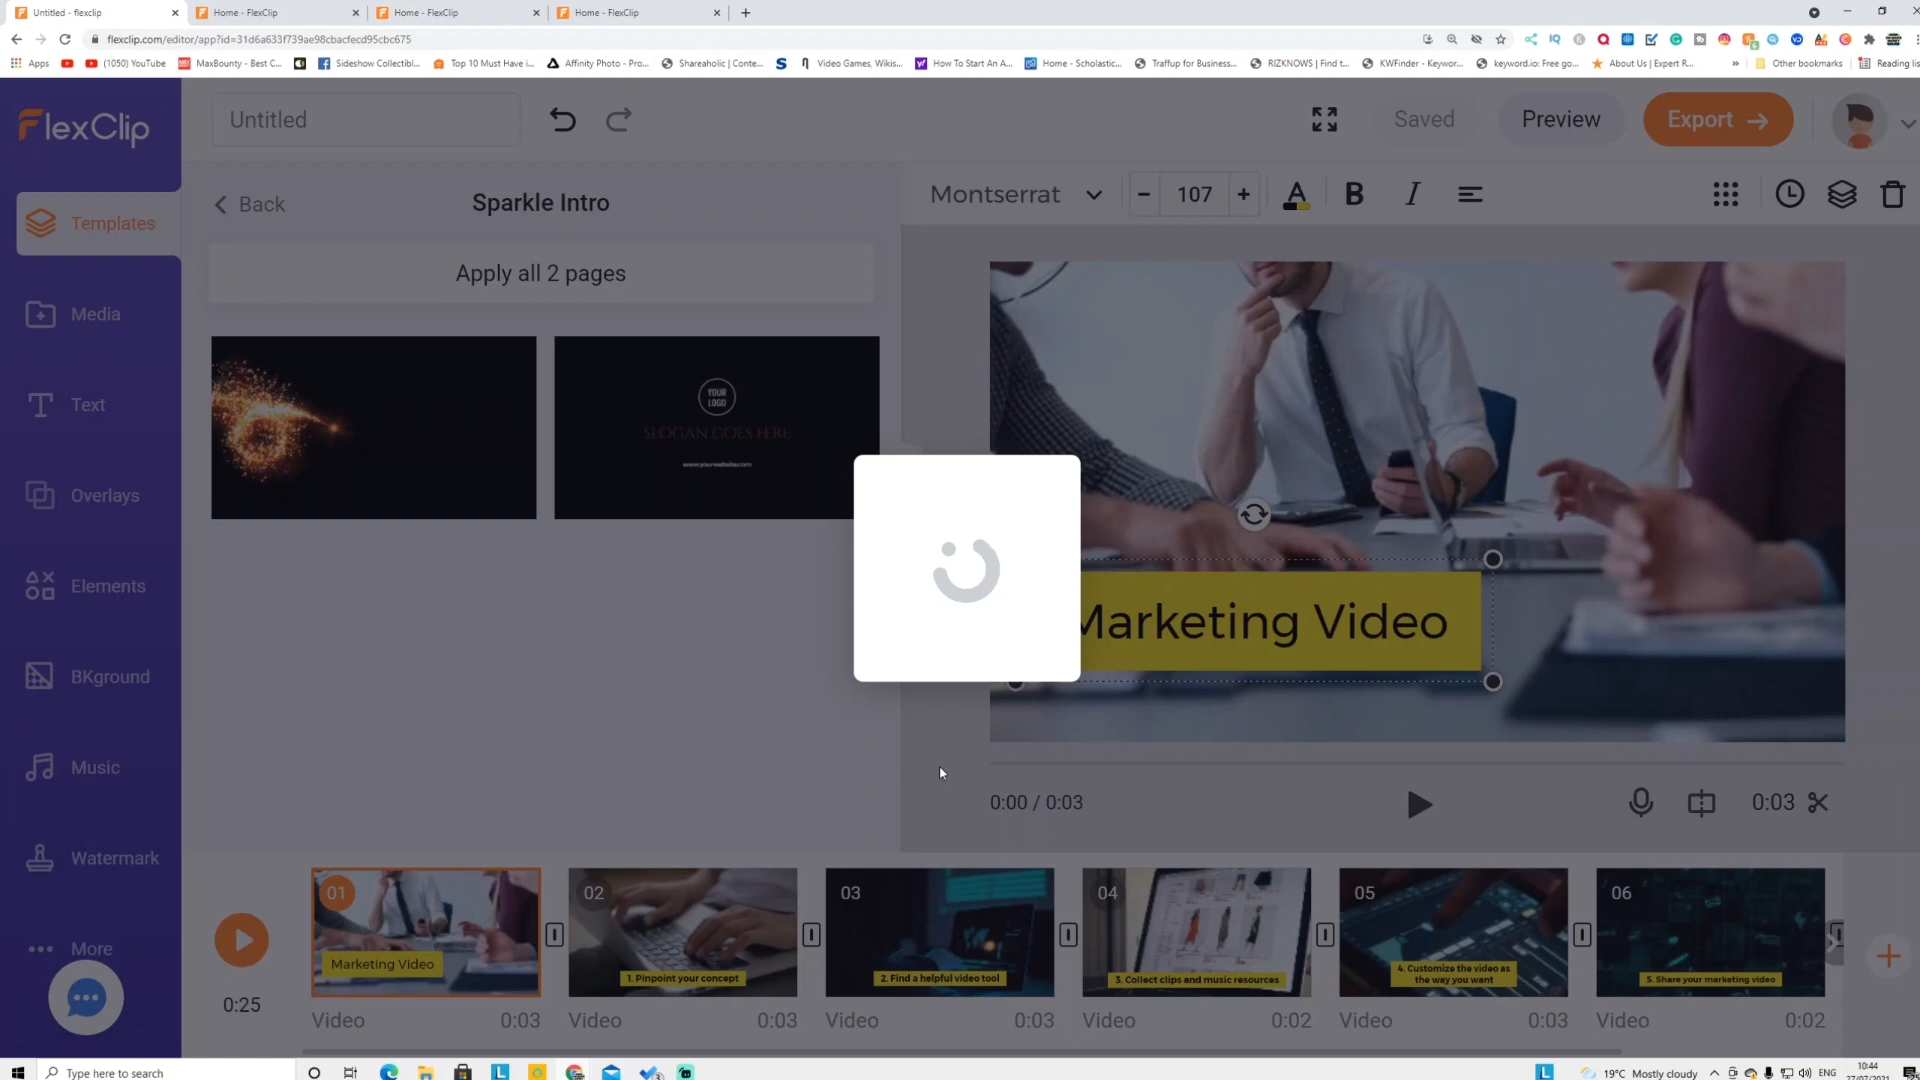 Untitled - flexclip
Home - FlexClip
Home - FlexClip
Home - FlexClip
flexclip.com/editor/app?id=31d6a633f739ae98cbacfecd95cbc675
Apps
(1050) YouTube
MaxBounty - Best C...
Sideshow Collectibl...
Top 10 Must Have i...
Affinity Photo - Pro...
Shareaholic | Conte...
Video Games, Wikis...
How To Start An A...
Home - Scholastic...
Traffup for Business...
RIZKNOWS | Find t...
KWFinder - Keywor...
keyword.io: Free go...
About Us | Expert R...
»
Other bookmarks
Reading list
FlexClip
Untitled
Saved
Preview
Export
Templates
Media
Text
Overlays
Elements
BKground
Music
Watermark
More
Back
Sparkle Intro
Apply all 2 pages
YOUR
LOGO
SLOGAN GOES HERE
www.yourwebsite.com
Montserrat
107
A
B
I
Marketing Video
0:00 / 0:03
0:03
0:25
01
Marketing Video
Video 0:03
02
1. Pinpoint your concept
Video 0:03
03
2. Find a helpful video tool
Video 0:03
04
3. Collect clips and music resources
Video 0:02
05
4. Customize the video as
the way you want
Video 0:03
06
5. Share your marketing video
Video 0:02
Type here to search
19°C Mostly cloudy
ENG
10:44
27/07/2021